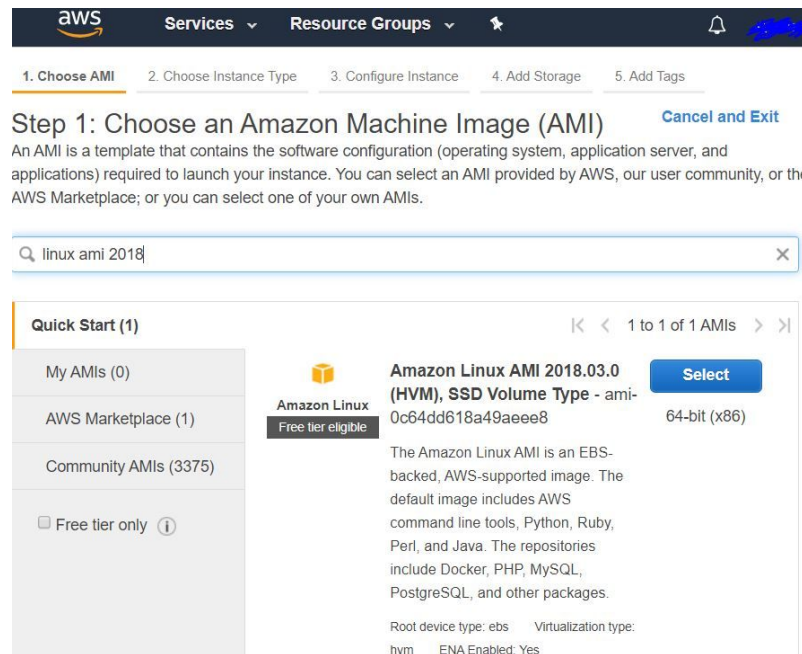 aws Services Resource Groups
1. Choose AMI 2. Choose Instance Type 3. Configure Instance 4. Add Storage 5. Add Tags
Step 1: Choose an Amazon Machine Image (AMI) Cancel and Exit
An AMI is a template that contains the software configuration (operating system, application server, and
applications) required to launch your instance. You can select an AMI provided by AWS, our user community, or the
AWS Marketplace; or you can select one of your own AMIs.
linux ami 2018
Quick Start (1)
1 to 1 of 1 AMIs
My AMIs (0)
AWS Marketplace (1)
Community AMIs (3375)
Free tier only
Amazon Linux
Free tier eligible
Amazon Linux AMI 2018.03.0
(HVM), SSD Volume Type - ami-
0c64dd618a49aeee8
The Amazon Linux AMI is an EBS-
backed, AWS-supported image. The
default image includes AWS
command line tools, Python, Ruby,
Perl, and Java. The repositories
include Docker, PHP, MySQL,
PostgreSQL, and other packages.
Root device type: ebs Virtualization type:
hvm ENA Enabled: Yes
Select
64-bit (x86)